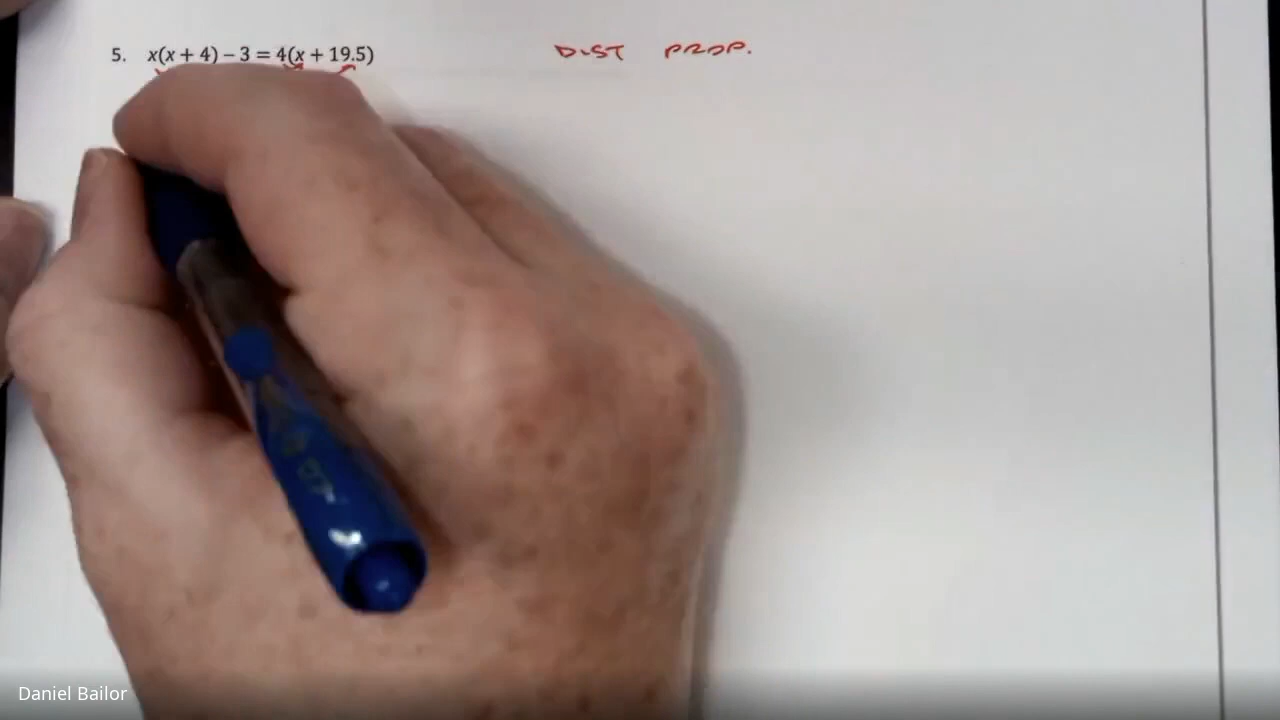 5. x(x + 4) – 3 = 4(x + 19.5)
DIST PROP.
Daniel Bailor